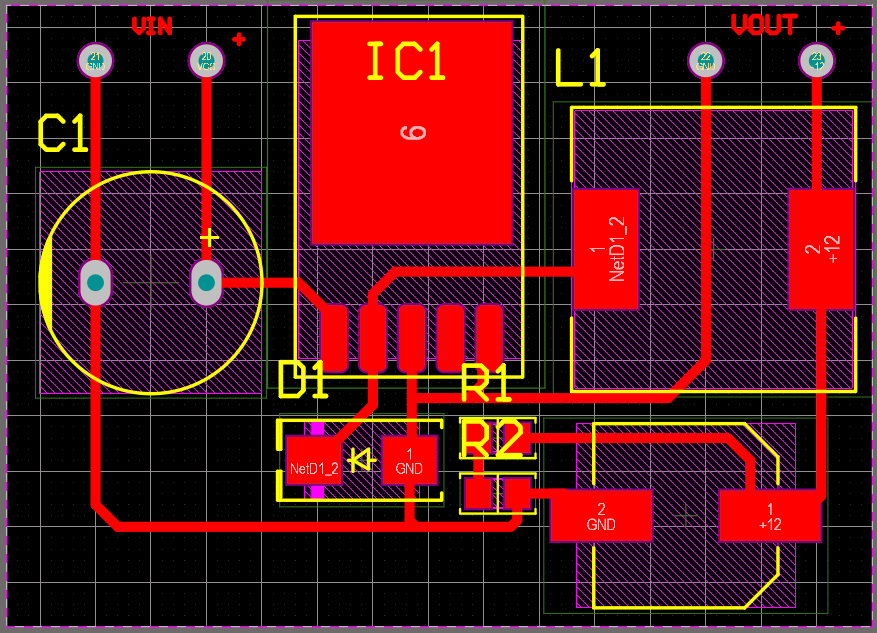 VIN
+
VOUT
+
21
GND
20
VCC
22
GND
23
+12
IC1
L1
C1
6
+
1
NetD1_2
2
+12
D1
R1
R2
NetD1_2
1
GND
2
GND
1
+12